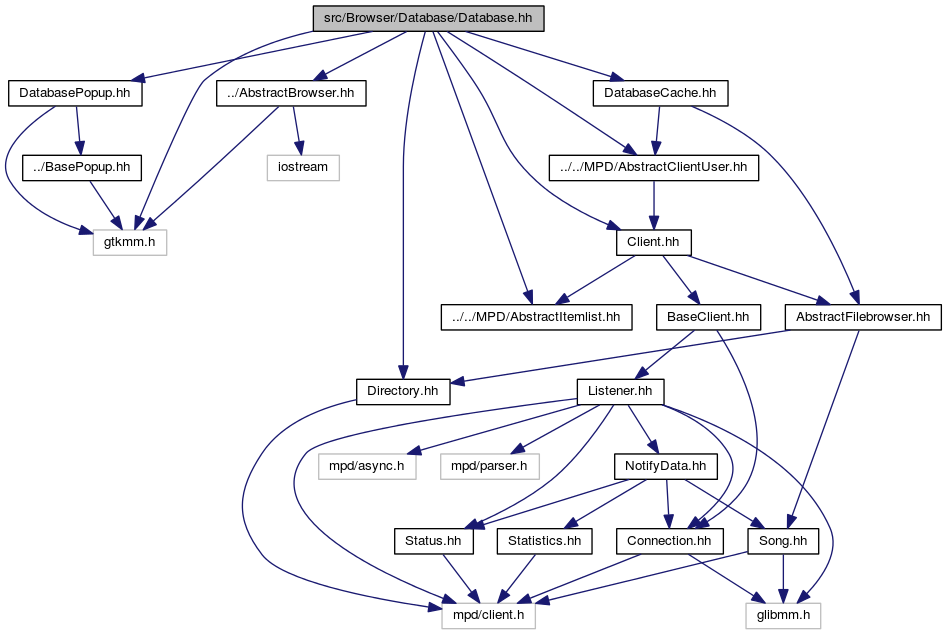 src/Browser/Database/Database.hh
DatabasePopup.hh
../AbstractBrowser.hh
DatabaseCache.hh
../BasePopup.hh
iostream
../../MPD/AbstractClientUser.hh
gtkmm.h
Client.hh
../../MPD/AbstractItemlist.hh
BaseClient.hh
AbstractFilebrowser.hh
Directory.hh
Listener.hh
mpd/async.h
mpd/parser.h
NotifyData.hh
Status.hh
Statistics.hh
Connection.hh
Song.hh
mpd/client.h
glibmm.h